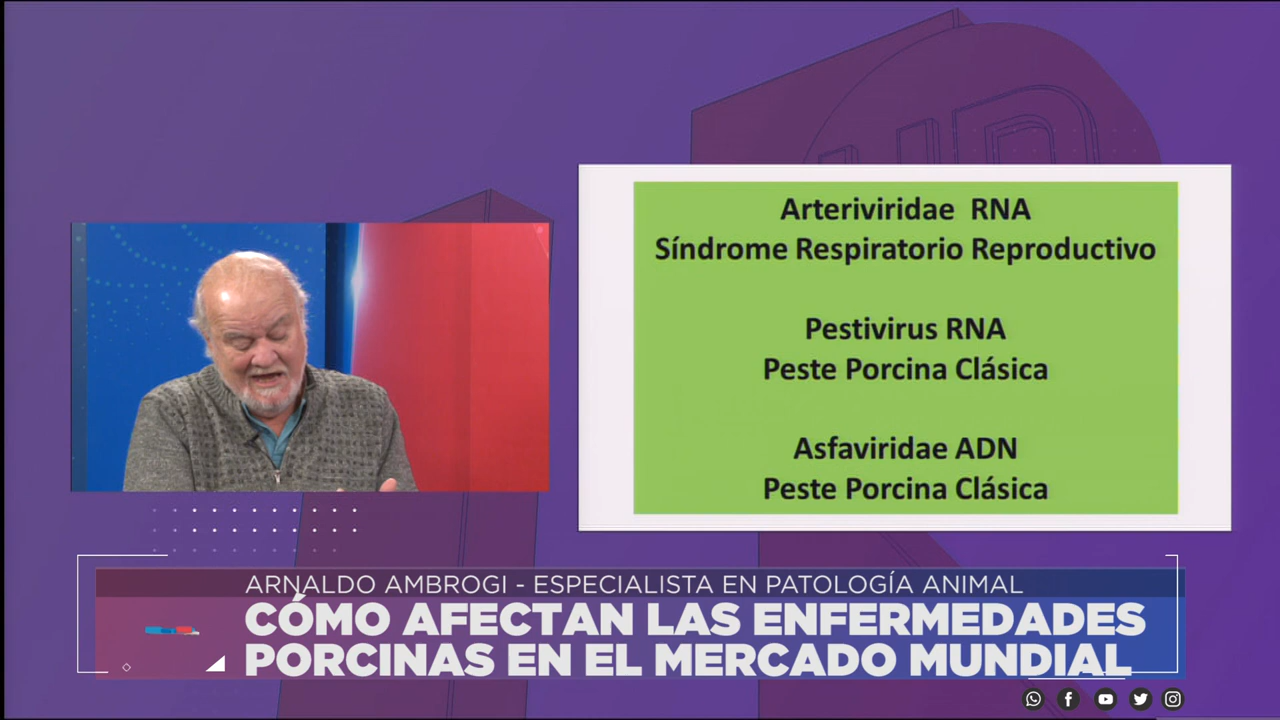 Arteriviridae RNA
Síndrome Respiratorio Reproductivo
Pestivirus RNA
Peste Porcina Clásica
Asfaviridae ADN
Peste Porcina Clásica
ARNALDO AMBROGI - ESPECIALISTA EN PATOLOGÍA ANIMAL
CÓMO AFECTAN LAS ENFERMEDADES
PORCINAS EN EL MERCADO MUNDIAL